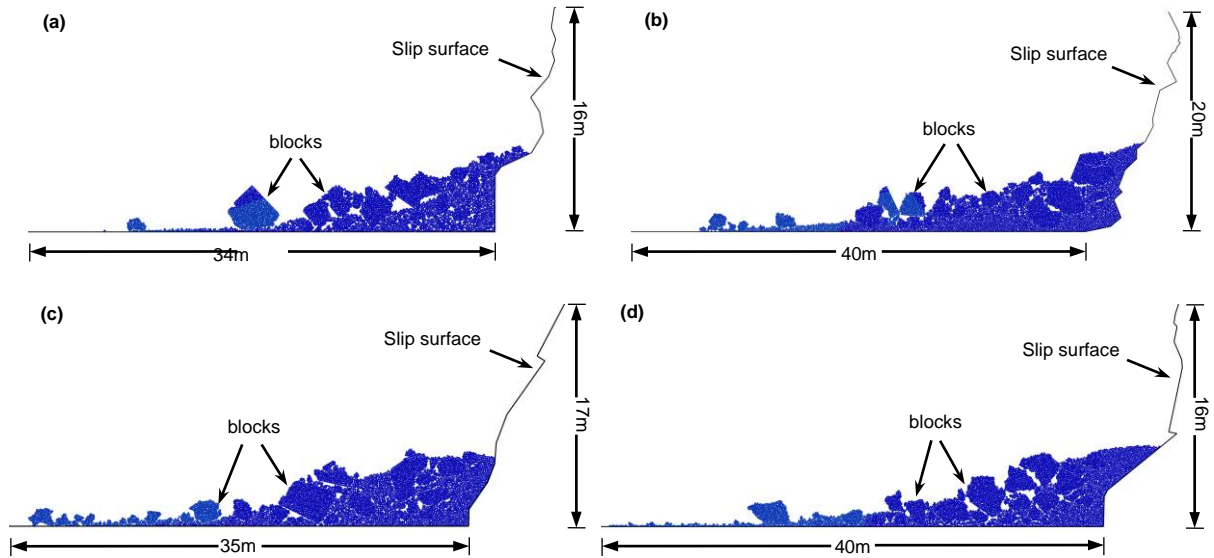 (a)
Slip surface
blocks
16m
34m
(b)
Slip surface
blocks
20m
40m
(c)
Slip surface
blocks
17m
35m
(d)
Slip surface
blocks
16m
40m